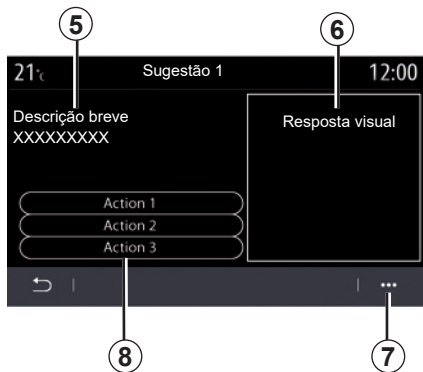 5
6
21°C
Sugestão 1
12:00
Descrição breve
XXXXXXXXX
Resposta visual
Action 1
Action 2
Action 3
8
7